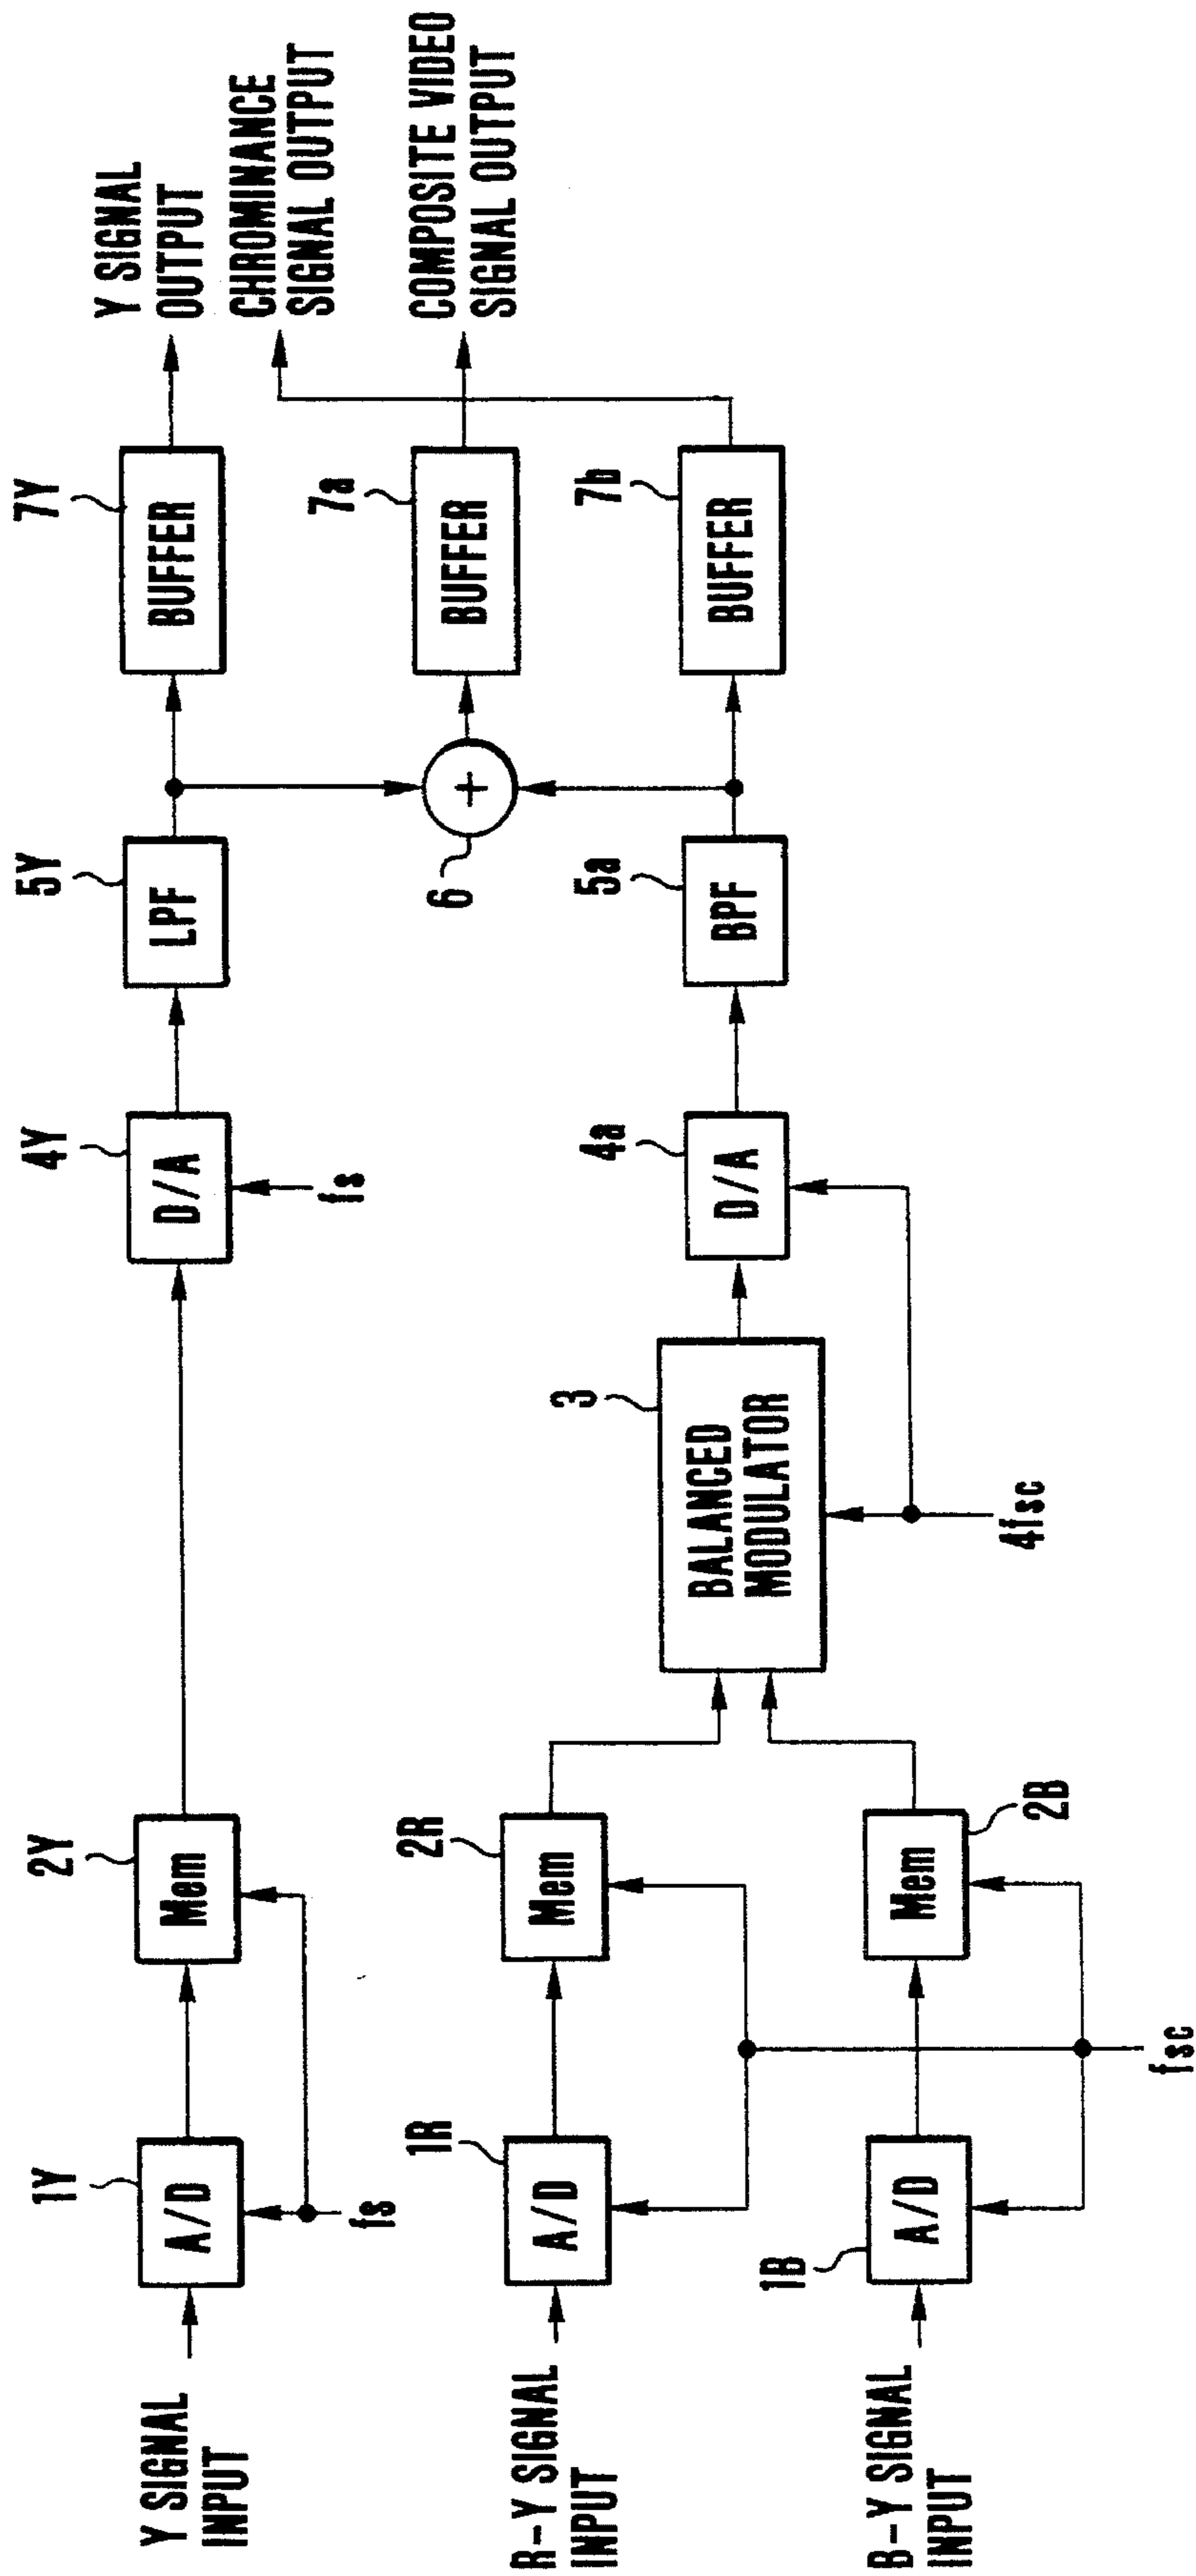 Y SIGNAL
INPUT
1Y
A/D
fs
2Y
Mem
4Y
D/A
fs
5Y
LPF
7Y
BUFFER
Y SIGNAL
OUTPUT
CHROMINANCE
SIGNAL OUTPUT
6
+
7a
BUFFER
COMPOSITE VIDEO
SIGNAL OUTPUT
R-Y SIGNAL
INPUT
1R
A/D
2R
Mem
3
BALANCED
MODULATOR
4fsc
4a
D/A
5a
BPF
7b
BUFFER
B-Y SIGNAL
INPUT
1B
A/D
2B
Mem
fsc